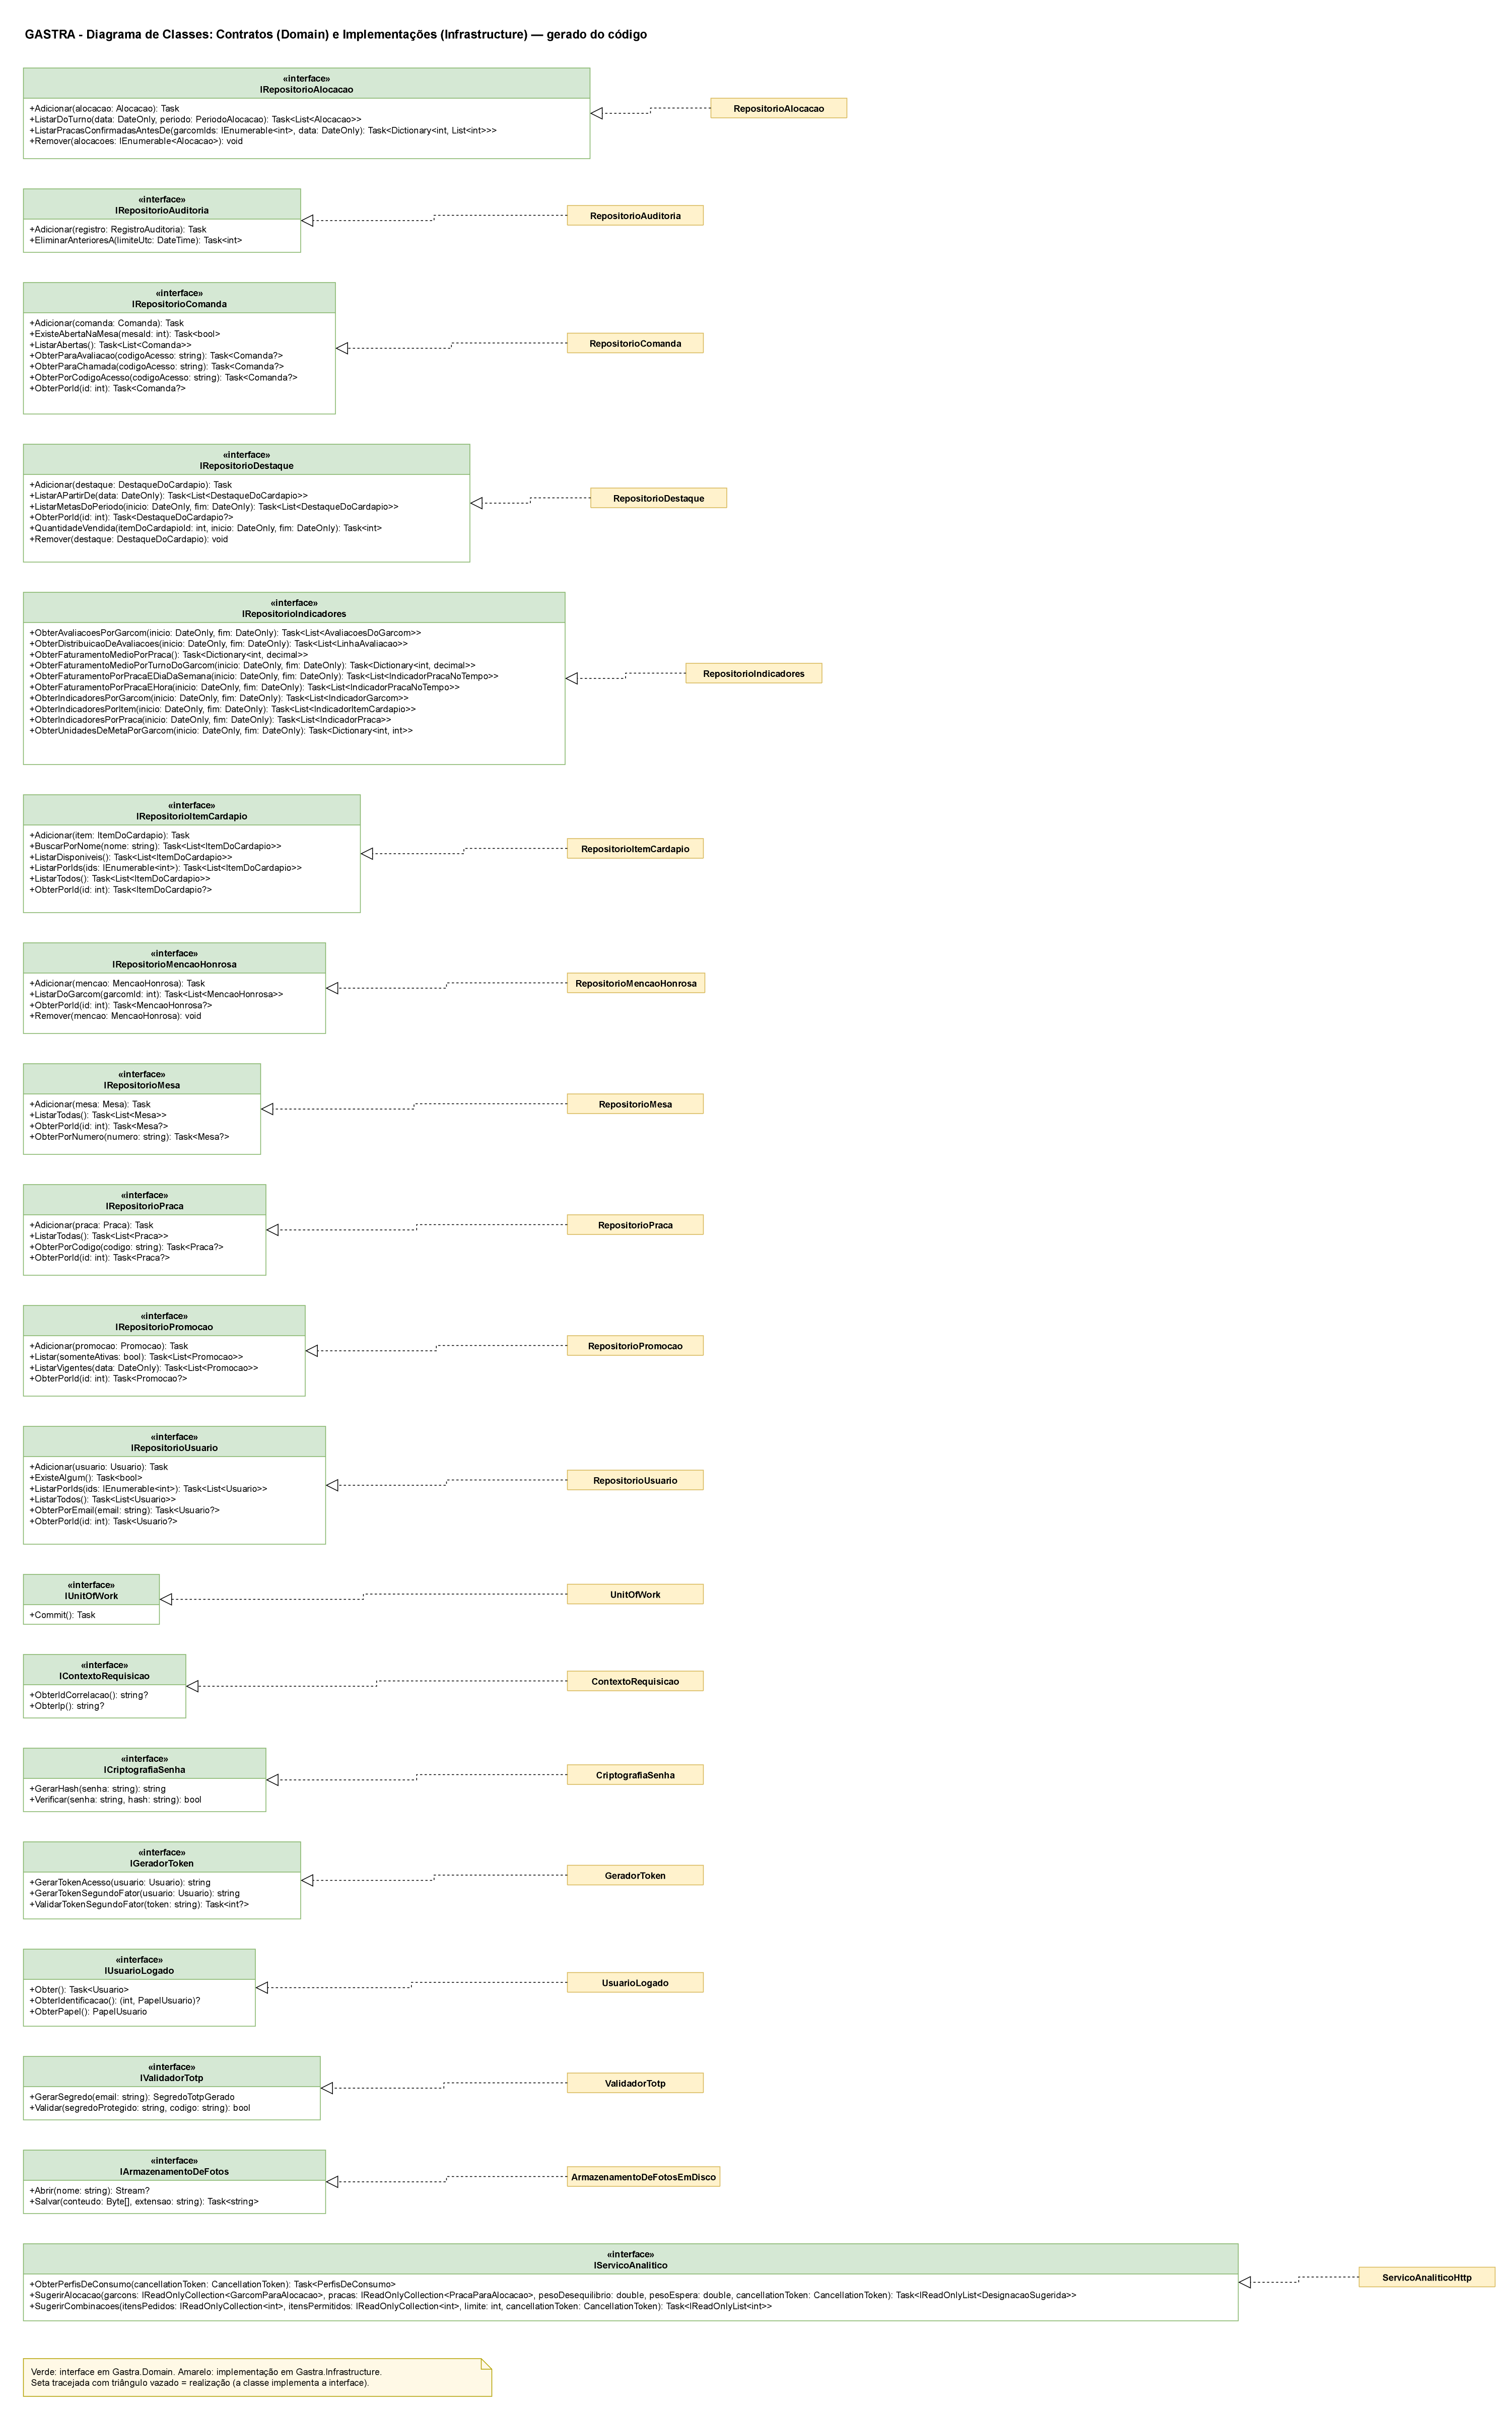 GASTRA - Diagrama de Classes: Contratos (Domain) e Implementações (Infrastructure) — gerado do código
«interface»
IRepositorioAlocacao
+Adicionar(alocacao: Alocacao): Task
+ListarDoTurno(data: DateOnly, periodo: PeriodoAlocacao): Task<List<Alocacao>>
+ListarPracasConfirmadasAntesDe(garcomIds: IEnumerable<int>, data: DateOnly): Task<Dictionary<int, List<int>>>
+Remover(alocacoes: IEnumerable<Alocacao>): void
RepositorioAlocacao
«interface»
IRepositorioAuditoria
+Adicionar(registro: RegistroAuditoria): Task
+EliminarAnterioresA(limiteUtc: DateTime): Task<int>
RepositorioAuditoria
«interface»
IRepositorioComanda
+Adicionar(comanda: Comanda): Task
+ExisteAbertaNaMesa(mesaId: int): Task<bool>
+ListarAbertas(): Task<List<Comanda>>
+ObterParaAvaliacao(codigoAcesso: string): Task<Comanda?>
+ObterParaChamada(codigoAcesso: string): Task<Comanda?>
+ObterPorCodigoAcesso(codigoAcesso: string): Task<Comanda?>
+ObterPorId(id: int): Task<Comanda?>
RepositorioComanda
«interface»
IRepositorioDestaque
+Adicionar(destaque: DestaqueDoCardapio): Task
+ListarAPartirDe(data: DateOnly): Task<List<DestaqueDoCardapio>>
+ListarMetasDoPeriodo(inicio: DateOnly, fim: DateOnly): Task<List<DestaqueDoCardapio>>
+ObterPorId(id: int): Task<DestaqueDoCardapio?>
+QuantidadeVendida(itemDoCardapioId: int, inicio: DateOnly, fim: DateOnly): Task<int>
+Remover(destaque: DestaqueDoCardapio): void
RepositorioDestaque
«interface»
IRepositorioIndicadores
+ObterAvaliacoesPorGarcom(inicio: DateOnly, fim: DateOnly): Task<List<AvaliacoesDoGarcom>>
+ObterDistribuicaoDeAvaliacoes(inicio: DateOnly, fim: DateOnly): Task<List<LinhaAvaliacao>>
+ObterFaturamentoMedioPorPraca(): Task<Dictionary<int, decimal>>
+ObterFaturamentoMedioPorTurnoDoGarcom(inicio: DateOnly, fim: DateOnly): Task<Dictionary<int, decimal>>
+ObterFaturamentoPorPracaEDiaDaSemana(inicio: DateOnly, fim: DateOnly): Task<List<IndicadorPracaNoTempo>>
+ObterFaturamentoPorPracaEHora(inicio: DateOnly, fim: DateOnly): Task<List<IndicadorPracaNoTempo>>
+ObterIndicadoresPorGarcom(inicio: DateOnly, fim: DateOnly): Task<List<IndicadorGarcom>>
+ObterIndicadoresPorItem(inicio: DateOnly, fim: DateOnly): Task<List<IndicadorItemCardapio>>
+ObterIndicadoresPorPraca(inicio: DateOnly, fim: DateOnly): Task<List<IndicadorPraca>>
+ObterUnidadesDeMetaPorGarcom(inicio: DateOnly, fim: DateOnly): Task<Dictionary<int, int>>
RepositorioIndicadores
«interface»
IRepositorioItemCardapio
+Adicionar(item: ItemDoCardapio): Task
+BuscarPorNome(nome: string): Task<List<ItemDoCardapio>>
+ListarDisponiveis(): Task<List<ItemDoCardapio>>
+ListarPorIds(ids: IEnumerable<int>): Task<List<ItemDoCardapio>>
+ListarTodos(): Task<List<ItemDoCardapio>>
+ObterPorId(id: int): Task<ItemDoCardapio?>
RepositorioItemCardapio
«interface»
IRepositorioMencaoHonrosa
+Adicionar(mencao: MencaoHonrosa): Task
+ListarDoGarcom(garcomId: int): Task<List<MencaoHonrosa>>
+ObterPorId(id: int): Task<MencaoHonrosa?>
+Remover(mencao: MencaoHonrosa): void
RepositorioMencaoHonrosa
«interface»
IRepositorioMesa
+Adicionar(mesa: Mesa): Task
+ListarTodas(): Task<List<Mesa>>
+ObterPorId(id: int): Task<Mesa?>
+ObterPorNumero(numero: string): Task<Mesa?>
RepositorioMesa
«interface»
IRepositorioPraca
+Adicionar(praca: Praca): Task
+ListarTodas(): Task<List<Praca>>
+ObterPorCodigo(codigo: string): Task<Praca?>
+ObterPorId(id: int): Task<Praca?>
RepositorioPraca
«interface»
IRepositorioPromocao
+Adicionar(promocao: Promocao): Task
+Listar(somenteAtivas: bool): Task<List<Promocao>>
+ListarVigentes(data: DateOnly): Task<List<Promocao>>
+ObterPorId(id: int): Task<Promocao?>
RepositorioPromocao
«interface»
IRepositorioUsuario
+Adicionar(usuario: Usuario): Task
+ExisteAlgum(): Task<bool>
+ListarPorIds(ids: IEnumerable<int>): Task<List<Usuario>>
+ListarTodos(): Task<List<Usuario>>
+ObterPorEmail(email: string): Task<Usuario?>
+ObterPorId(id: int): Task<Usuario?>
RepositorioUsuario
«interface»
IUnitOfWork
+Commit(): Task
UnitOfWork
«interface»
IContextoRequisicao
+ObterIdCorrelacao(): string?
+ObterIp(): string?
ContextoRequisicao
«interface»
ICriptografiaSenha
+GerarHash(senha: string): string
+Verificar(senha: string, hash: string): bool
CriptografiaSenha
«interface»
IGeradorToken
+GerarTokenAcesso(usuario: Usuario): string
+GerarTokenSegundoFator(usuario: Usuario): string
+ValidarTokenSegundoFator(token: string): Task<int?>
GeradorToken
«interface»
IUsuarioLogado
+Obter(): Task<Usuario>
+ObterIdentificacao(): (int, PapelUsuario)?
+ObterPapel(): PapelUsuario
UsuarioLogado
«interface»
IValidadorTotp
+GerarSegredo(email: string): SegredoTotpGerado
+Validar(segredoProtegido: string, codigo: string): bool
ValidadorTotp
«interface»
IArmazenamentoDeFotos
+Abrir(nome: string): Stream?
+Salvar(conteudo: Byte[], extensao: string): Task<string>
ArmazenamentoDeFotosEmDisco
«interface»
IServicoAnalitico
+ObterPerfisDeConsumo(cancellationToken: CancellationToken): Task<PerfisDeConsumo>
+SugerirAlocacao(garcons: IReadOnlyCollection<GarcomParaAlocacao>, pracas: IReadOnlyCollection<PracaParaAlocacao>, pesoDesequilibrio: double, pesoEspera: double, cancellationToken: CancellationToken): Task<IReadOnlyList<DesignacaoSugerida>>
+SugerirCombinacoes(itensPedidos: IReadOnlyCollection<int>, itensPermitidos: IReadOnlyCollection<int>, limite: int, cancellationToken: CancellationToken): Task<IReadOnlyList<int>>
ServicoAnaliticoHttp
Verde: interface em Gastra.Domain. Amarelo: implementação em Gastra.Infrastructure.
Seta tracejada com triângulo vazado = realização (a classe implementa a interface).